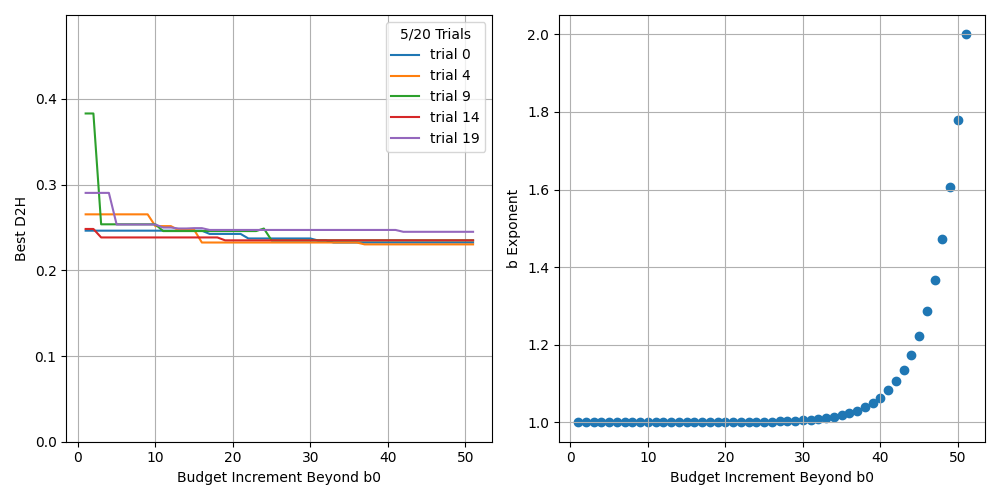 5/20 Trials
trial 0
trial 4
trial 9
trial 14
trial 19
0.4
0.3
0.2
0.1
0.0
Best D2H
0 10 20 30 40 50
Budget Increment Beyond b0
2.0
1.8
1.6
1.4
1.2
1.0
b Exponent
0 10 20 30 40 50
Budget Increment Beyond b0